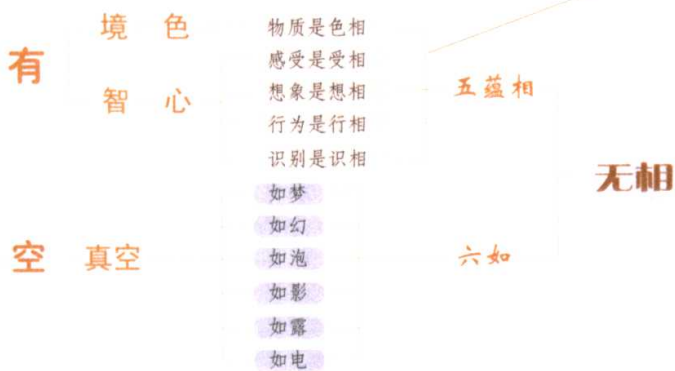 境 色 物质是色相
有 感受是受相
智 心 想象是想相 五蕴相
行为是行相
识别是识相
无相
如梦
如幻
空 真空 如泡 六如
如影
如露
如电